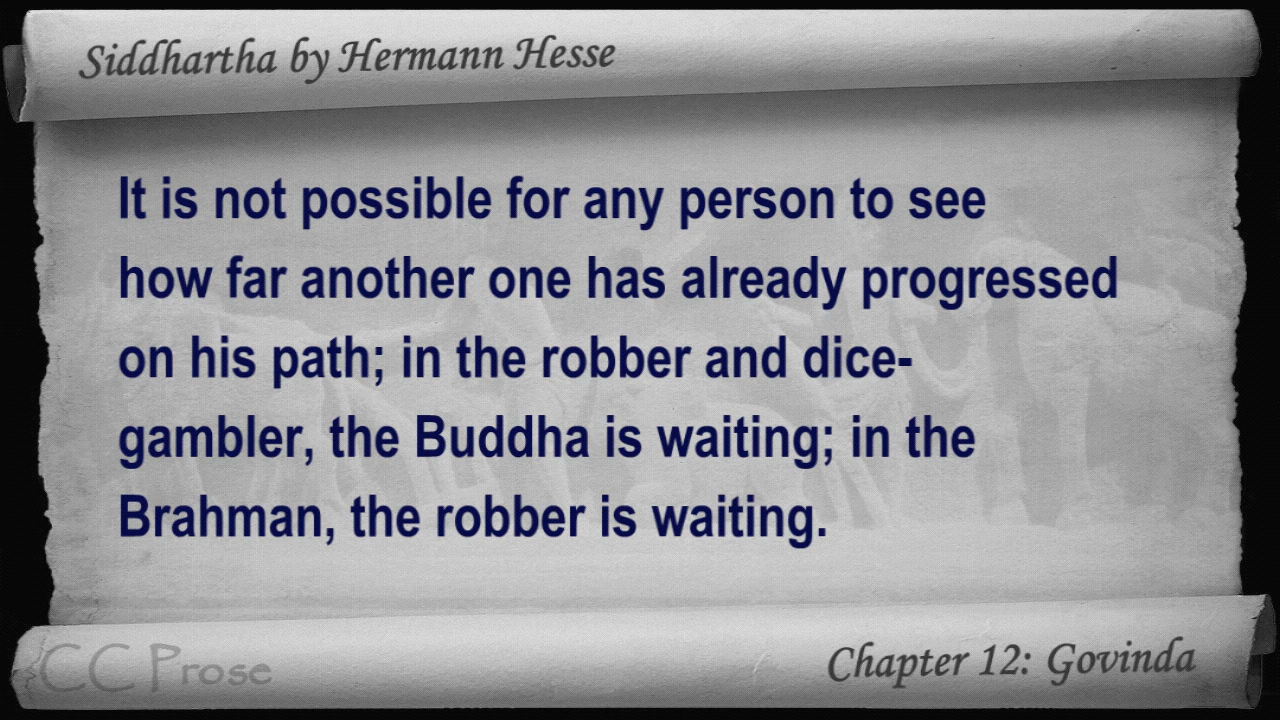 Siddhartha by Hermann Hesse
It is not possible for any person to see
how far another one has already progressed
on his path; in the robber and dice-
gambler, the Buddha is waiting; in the
Brahman, the robber is waiting.
CC Prose
Chapter 12: Govinda